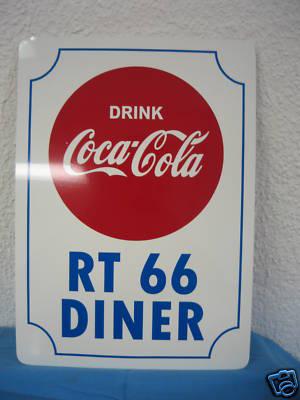 DRINK
Coca-Cola
RT 66
DINER